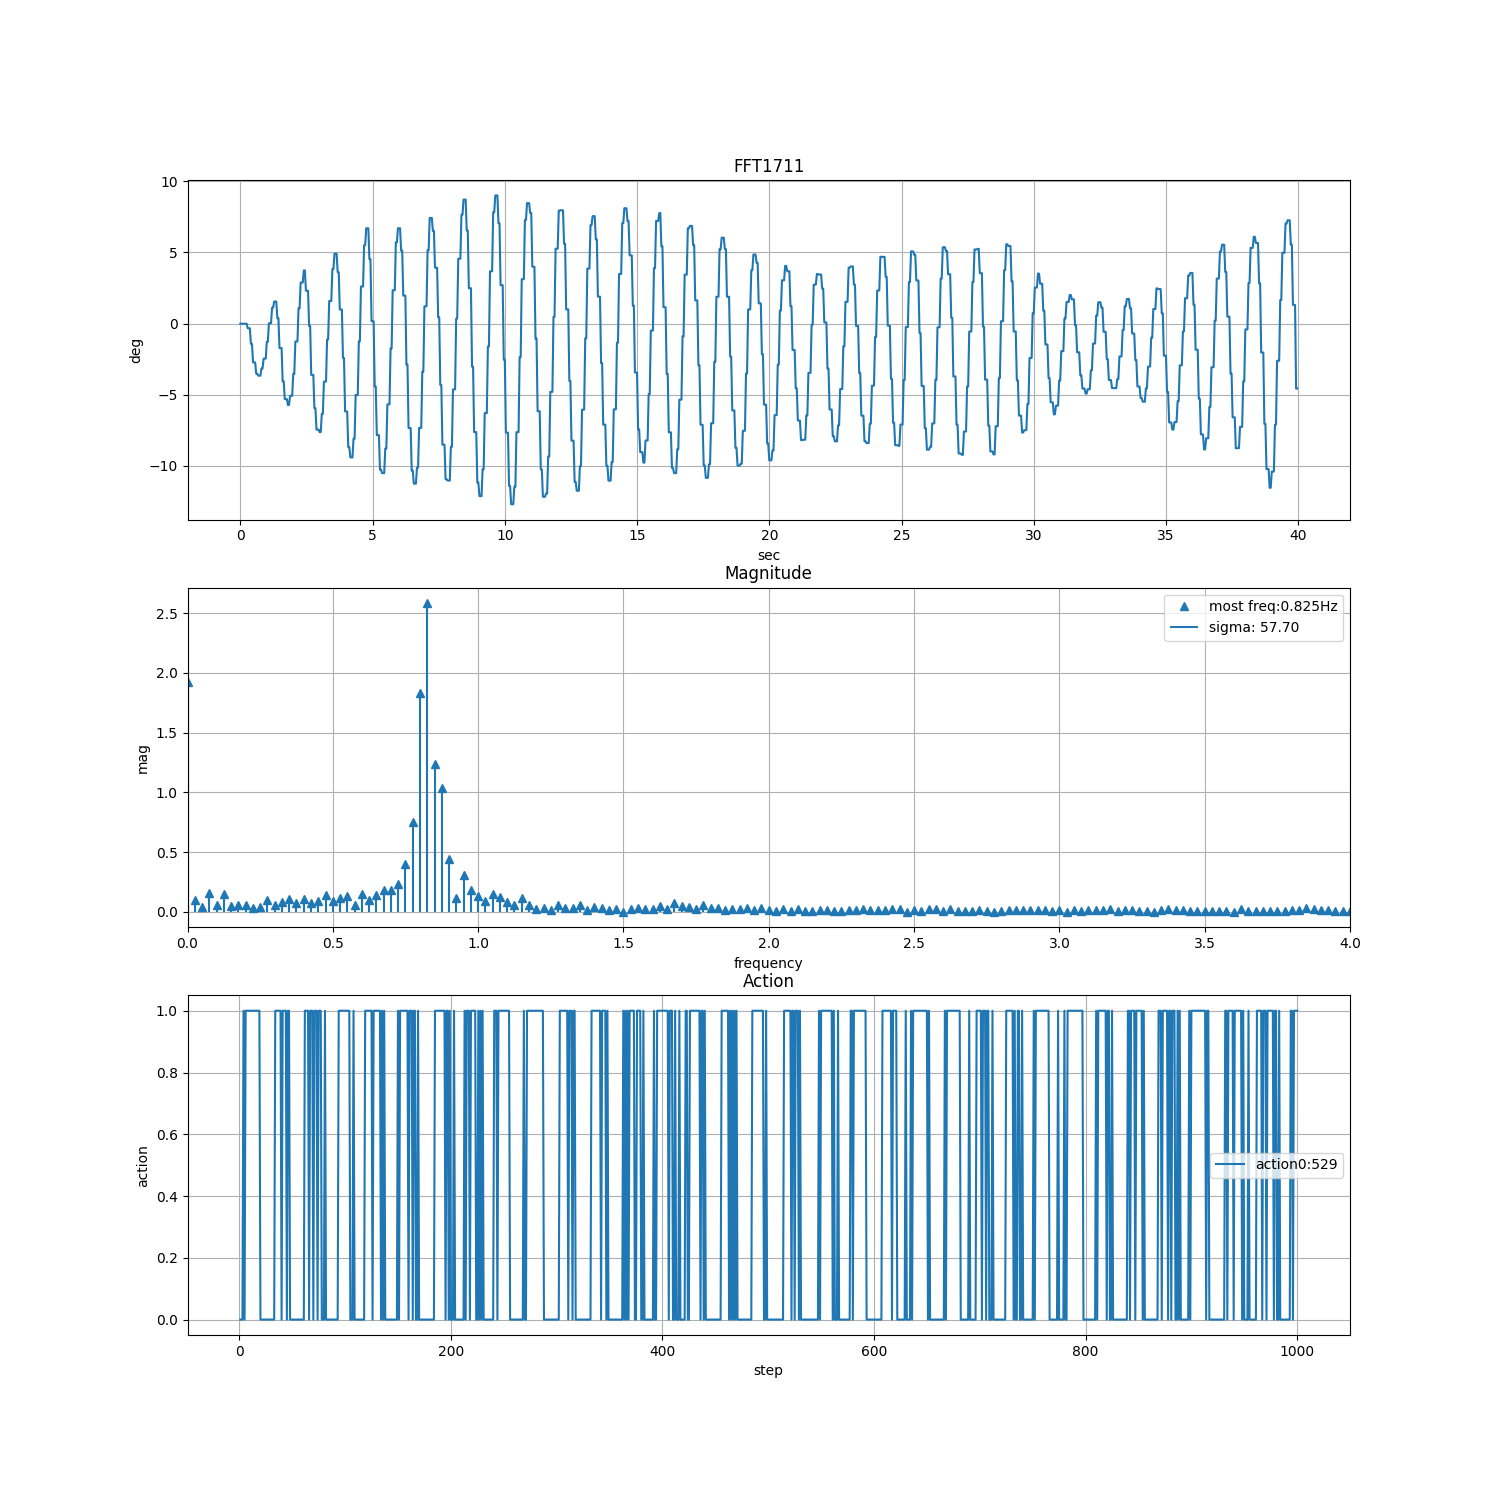 FFT1711
10
5
0
−5
−10
deg
0 5 10 15 20 25 30 35 40
sec
Magnitude
2.5
2.0
1.5
1.0
0.5
0.0
mag
most freq:0.825Hz
sigma: 57.70
0.0 0.5 1.0 1.5 2.0 2.5 3.0 3.5 4.0
frequency
Action
1.0
0.8
0.6
0.4
0.2
0.0
action
action0:529
0 200 400 600 800 1000
step